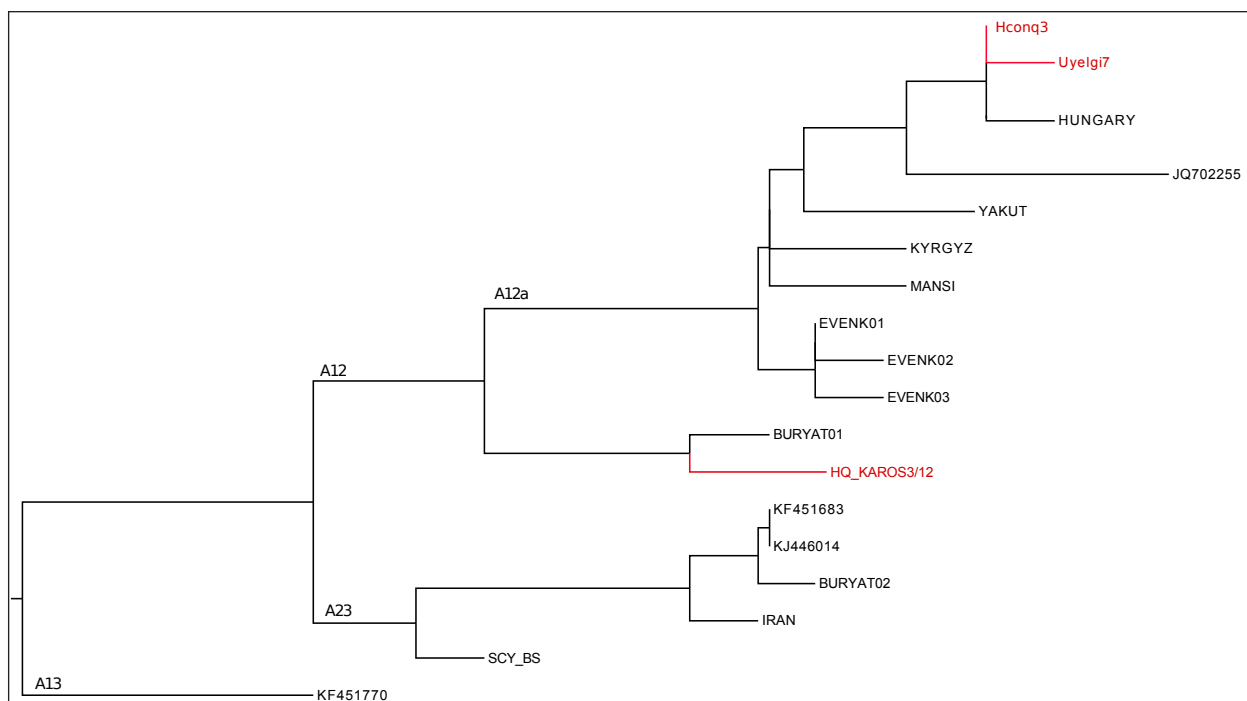 Hconq3
Uyelgi7
HUNGARY
JQ702255
YAKUT
KYRGYZ
MANSI
A12a
EVENK01
EVENK02
A12
EVENK03
BURYAT01
HQ_KAROS3/12
KF451683
KJ446014
BURYAT02
A23
IRAN
SCY_BS
A13
KF451770